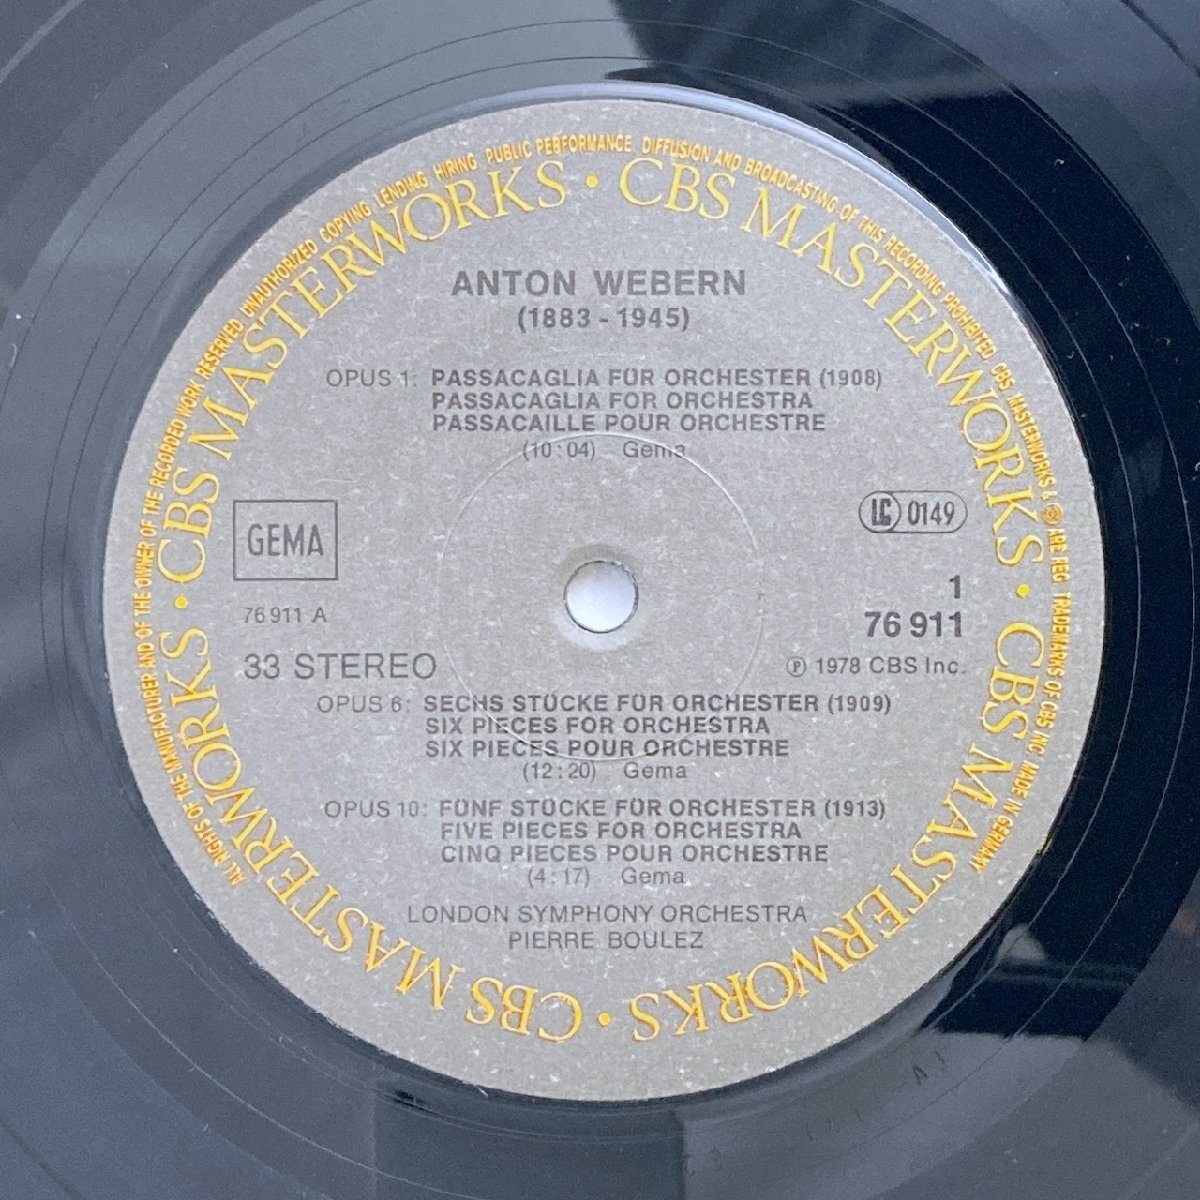 ALL RIGHTS OF THE MANUFACTURER AND OF THE OWNER OF THE RECORDED WORK RESERVED UNAUTHORIZED COPYING, LENDING, HIRING, PUBLIC PERFORMANCE, DIFFUSION AND BROADCASTING OF THIS RECORDING PROHIBITED CBS MASTERWORKS & ARE REG. TRADEMARKS OF CBS INC. MADE IN GERMANY
CBS MASTERWORKS · CBS MASTERWORKS · CBS MASTERWORKS · CBS MASTERWORKS ·
ANTON WEBERN
(1883 - 1945)
OPUS 1: PASSACAGLIA FÜR ORCHESTER (1908)
PASSACAGLIA FOR ORCHESTRA
PASSACAILLE POUR ORCHESTRE
(10:04) Gema
GEMA
LC 0149
76 911 A
1
76 911
33 STEREO
℗ 1978 CBS Inc.
OPUS 6: SECHS STÜCKE FÜR ORCHESTER (1909)
SIX PIECES FOR ORCHESTRA
SIX PIECES POUR ORCHESTRE
(12:20) Gema
OPUS 10: FÜNF STÜCKE FÜR ORCHESTER (1913)
FIVE PIECES FOR ORCHESTRA
CINQ PIECES POUR ORCHESTRE
(4:17) Gema
LONDON SYMPHONY ORCHESTRA
PIERRE BOULEZ